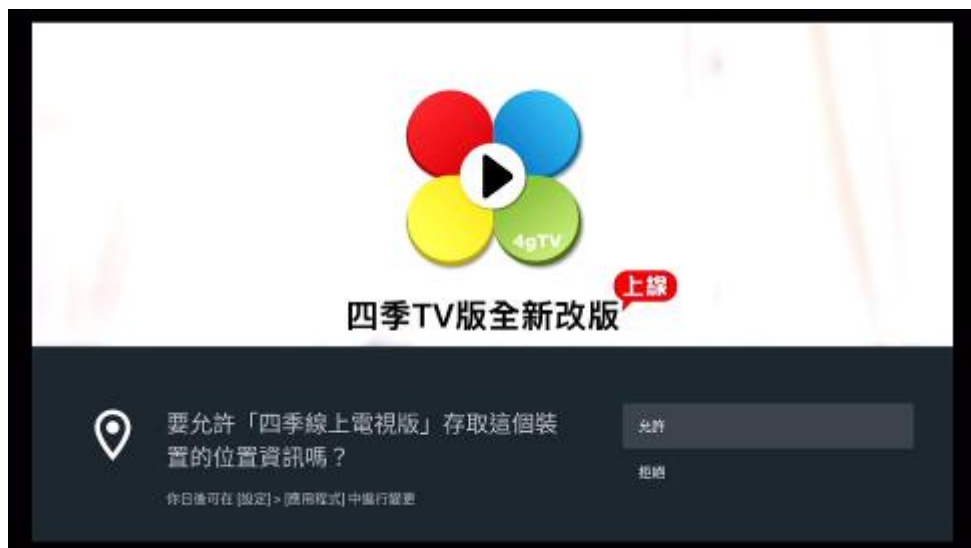 4gTV
上線
四季TV版全新改版
要允許「四季線上電視版」存取這個裝
置的位置資訊嗎？
允許
拒絕
你日後可在 [設定] > [應用程式] 中進行變更